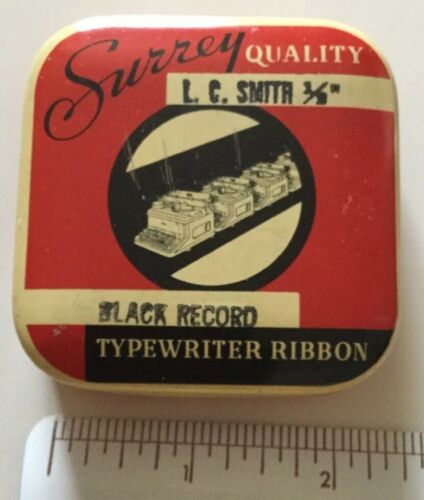 Surrey QUALITY
L. C. SMITH 3/8"
BLACK RECORD
TYPEWRITER RIBBON
1 2